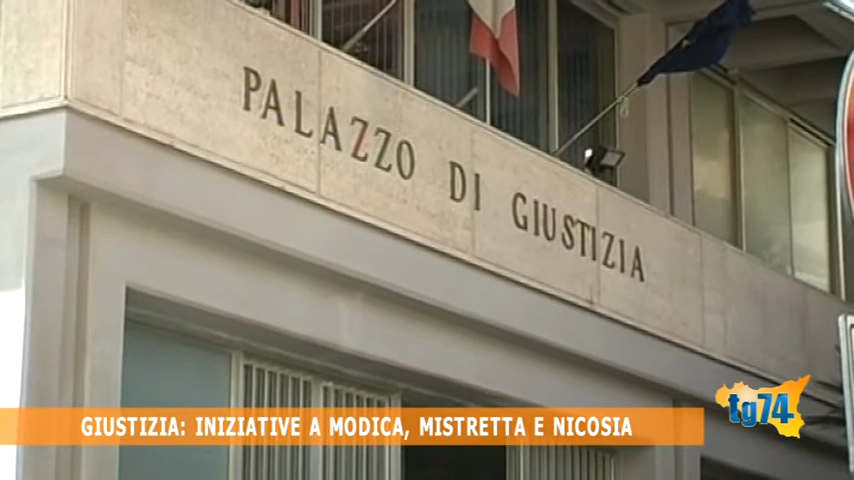 PALAZZO DI GIUSTIZIA
GIUSTIZIA: INIZIATIVE A MODICA, MISTRETTA E NICOSIA
tg74